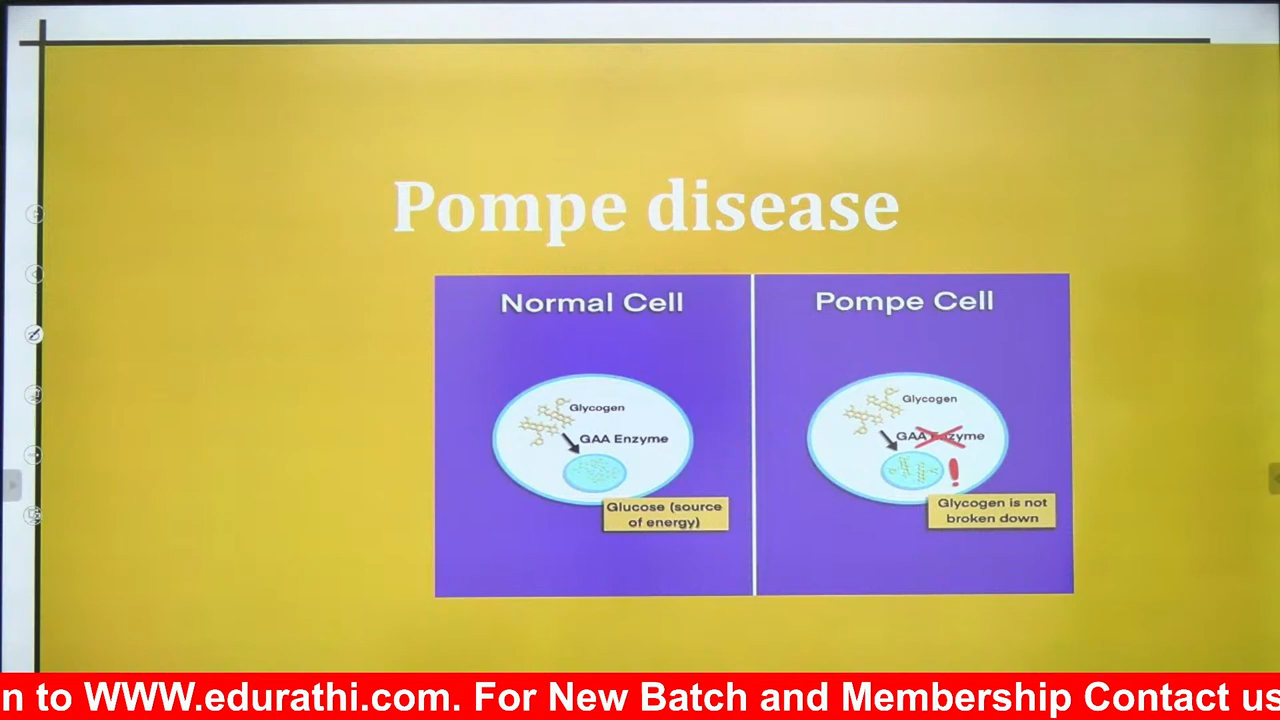 Pompe disease
Normal Cell
Glycogen
GAA Enzyme
Glucose (source
of energy)
Pompe Cell
Glycogen
GAA Enzyme
Glycogen is not
broken down
n to WWW.edurathi.com. For New Batch and Membership Contact us